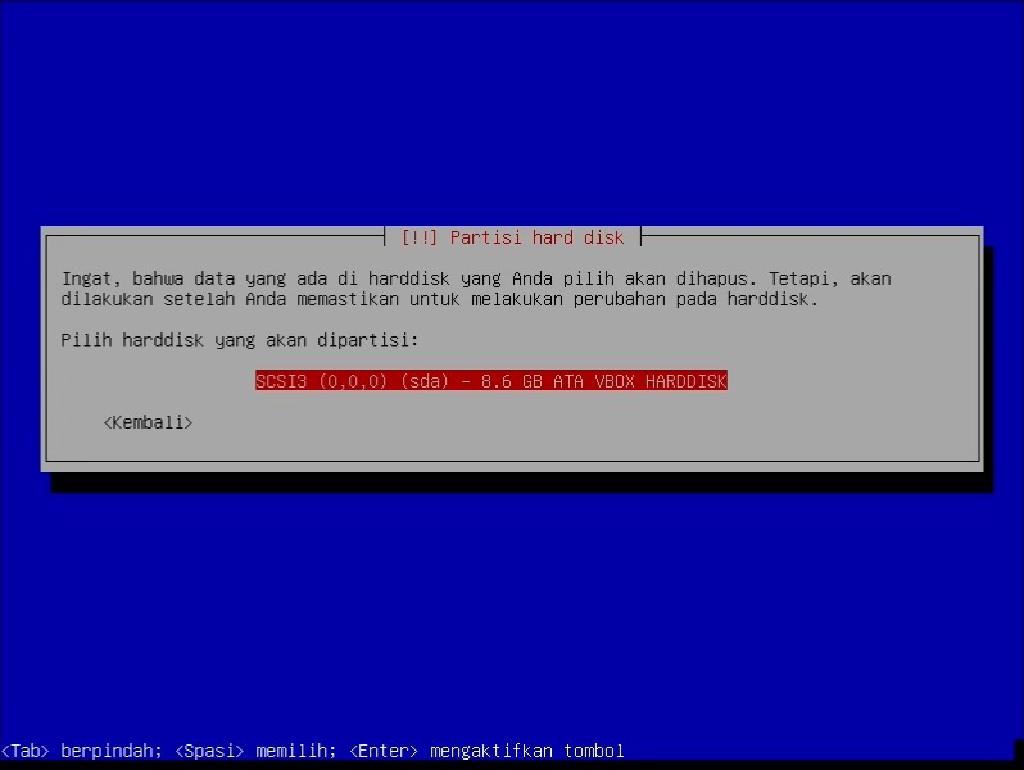 [!!] Partisi hard disk
Ingat, bahwa data yang ada di harddisk yang Anda pilih akan dihapus. Tetapi, akan
dilakukan setelah Anda memastikan untuk melakukan perubahan pada harddisk.
Pilih harddisk yang akan dipartisi:
SCSI3 (0,0,0) (sda) - 8.6 GB ATA VBOX HARDDISK
<Kembali>
<Tab> berpindah; <Spasi> memilih; <Enter> mengaktifkan tombol